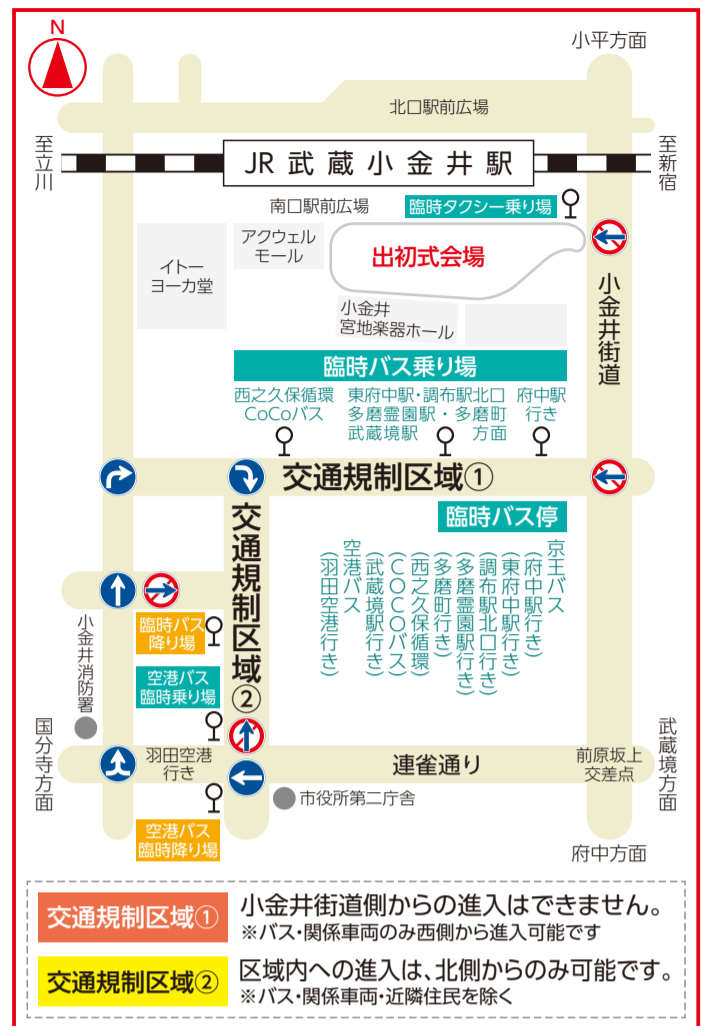 N
小平方面
北口駅前広場
至立川
JR武蔵小金井駅
至新宿
南口駅前広場
臨時タクシー乗り場
アクウェル
モール
出初式会場
イトー
ヨーカ堂
小金井
宮地楽器ホール
小金井街道
臨時バス乗り場
西之久保循環
CoCoバス
東府中駅・調布駅北口
多磨霊園駅・多磨町
武蔵境駅 方面
府中駅
行き
交通規制区域①
臨時バス停
交通規制区域②
京王バス
(府中駅行き)
(東府中駅行き)
(調布駅北口行き)
(多磨霊園駅行き)
(多磨町行き)
(西之久保循環)
(COCOバス)
(武蔵境駅行き)
空港バス
(羽田空港行き)
臨時バス
降り場
小金井消防署
空港バス
臨時乗り場
国分寺方面
羽田空港
行き
連雀通り
前原坂上
交差点
武蔵境方面
市役所第二庁舎
空港バス
臨時降り場
府中方面
交通規制区域①
小金井街道側からの進入はできません。
※バス・関係車両のみ西側から進入可能です
交通規制区域②
区域内への進入は、北側からのみ可能です。
※バス・関係車両・近隣住民を除く